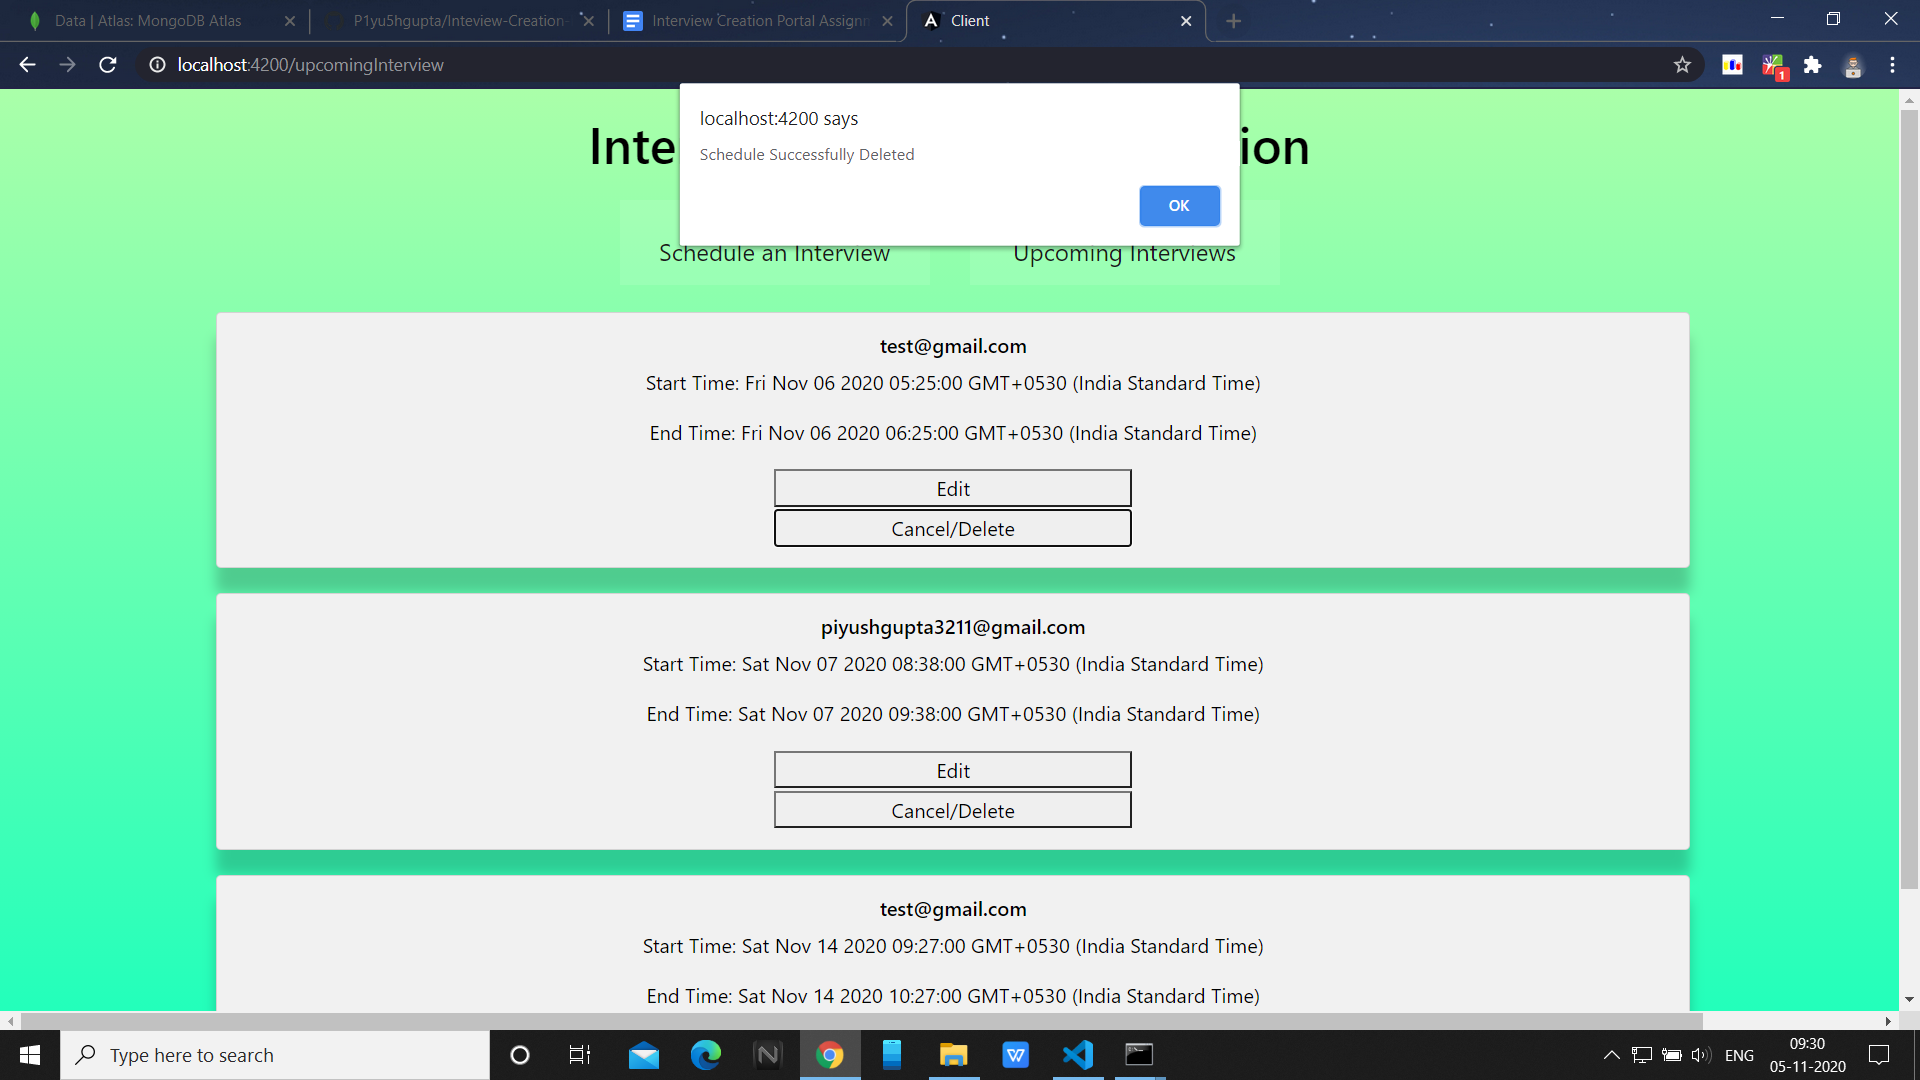 Data | Atlas: MongoDB Atlas
P1yu5hgupta/Inteview-Creation-
Interview Creation Portal Assignm
Client
localhost:4200/upcomingInterview
1
localhost:4200 says
Schedule Successfully Deleted
OK
Inte
ion
Schedule an Interview
Upcoming Interviews
test@gmail.com
Start Time: Fri Nov 06 2020 05:25:00 GMT+0530 (India Standard Time)
End Time: Fri Nov 06 2020 06:25:00 GMT+0530 (India Standard Time)
Edit
Cancel/Delete
piyushgupta3211@gmail.com
Start Time: Sat Nov 07 2020 08:38:00 GMT+0530 (India Standard Time)
End Time: Sat Nov 07 2020 09:38:00 GMT+0530 (India Standard Time)
Edit
Cancel/Delete
test@gmail.com
Start Time: Sat Nov 14 2020 09:27:00 GMT+0530 (India Standard Time)
End Time: Sat Nov 14 2020 10:27:00 GMT+0530 (India Standard Time)
Type here to search
ENG
09:30
05-11-2020